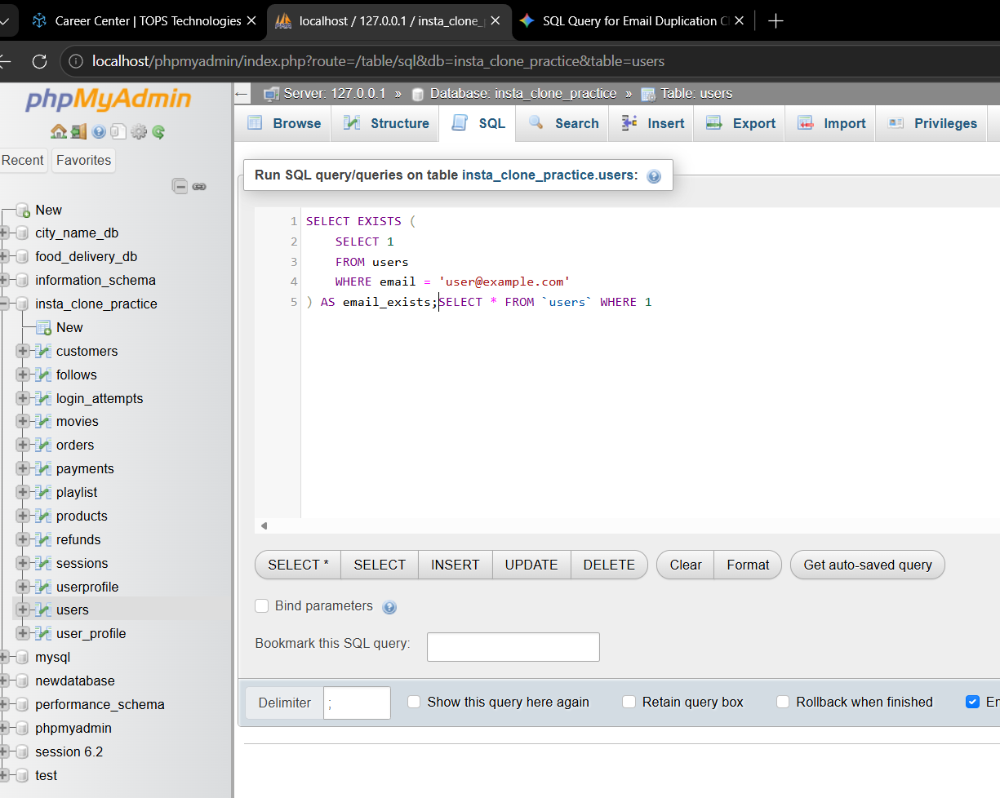 Career Center | TOPS Technologies
localhost / 127.0.0.1 / insta_clone_
SQL Query for Email Duplication C
localhost/phpmyadmin/index.php?route=/table/sql&db=insta_clone_practice&table=users
phpMyAdmin
Recent
Favorites
New
city_name_db
food_delivery_db
information_schema
insta_clone_practice
New
customers
follows
login_attempts
movies
orders
payments
playlist
products
refunds
sessions
userprofile
users
user_profile
mysql
newdatabase
performance_schema
phpmyadmin
session 6.2
test
Server: 127.0.0.1 » Database: insta_clone_practice » Table: users
Browse Structure SQL Search Insert Export Import Privileges
Run SQL query/queries on table insta_clone_practice.users:
1 SELECT EXISTS (
2     SELECT 1
3     FROM users
4     WHERE email = 'user@example.com'
5 ) AS email_exists;SELECT * FROM `users` WHERE 1
SELECT * SELECT INSERT UPDATE DELETE Clear Format Get auto-saved query
Bind parameters
Bookmark this SQL query:
Delimiter ; Show this query here again Retain query box Rollback when finished En